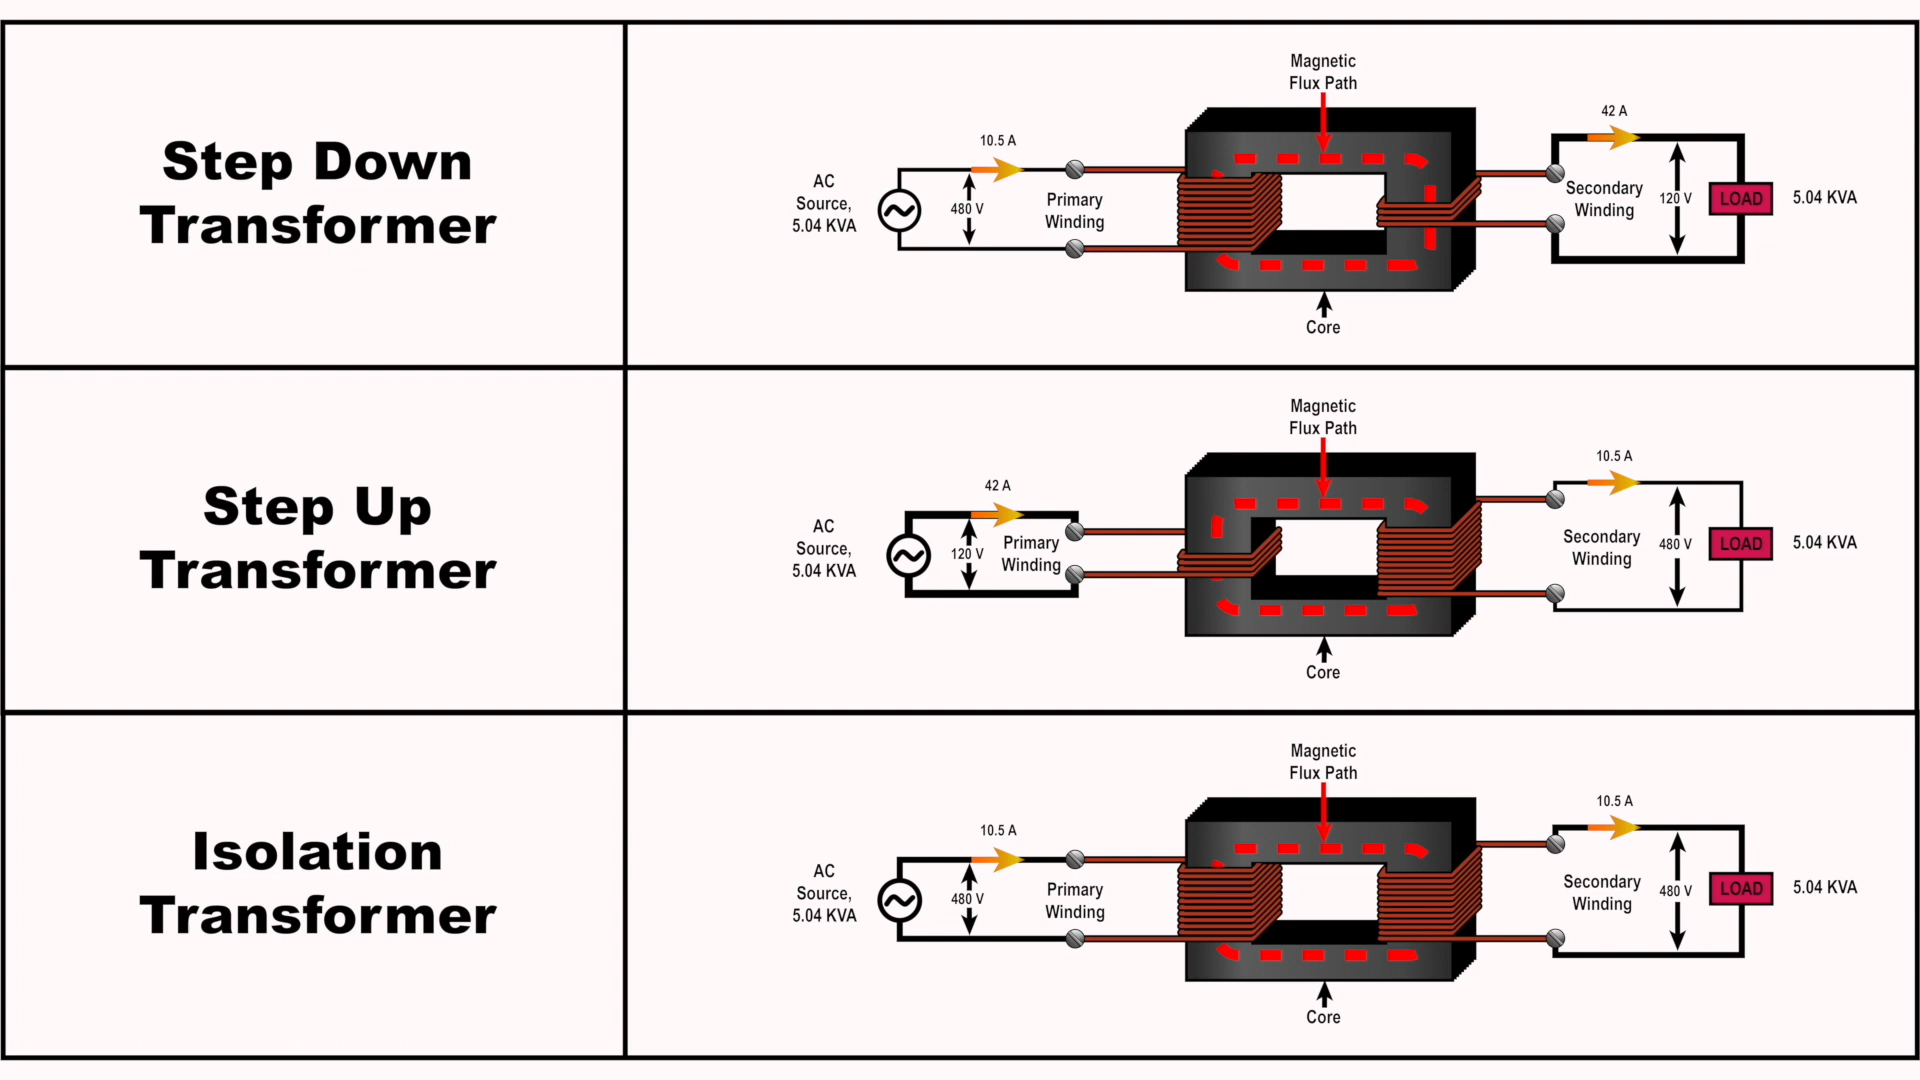 Step Down
Transformer
Magnetic
Flux Path
10.5 A
AC
Source,
5.04 KVA
480 V
Primary
Winding
Core
42 A
Secondary
Winding
120 V
LOAD
5.04 KVA
Step Up
Transformer
Magnetic
Flux Path
42 A
AC
Source,
5.04 KVA
120 V
Primary
Winding
Core
10.5 A
Secondary
Winding
480 V
LOAD
5.04 KVA
Isolation
Transformer
Magnetic
Flux Path
10.5 A
AC
Source,
5.04 KVA
480 V
Primary
Winding
Core
10.5 A
Secondary
Winding
480 V
LOAD
5.04 KVA